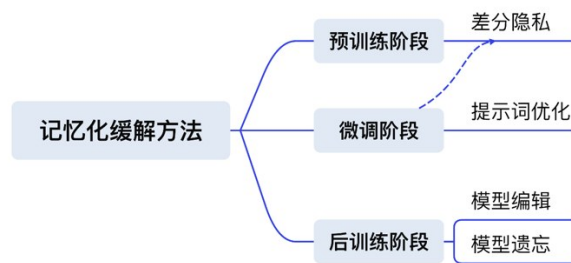 记忆化缓解方法
预训练阶段
差分隐私
微调阶段
提示词优化
后训练阶段
模型编辑
模型遗忘